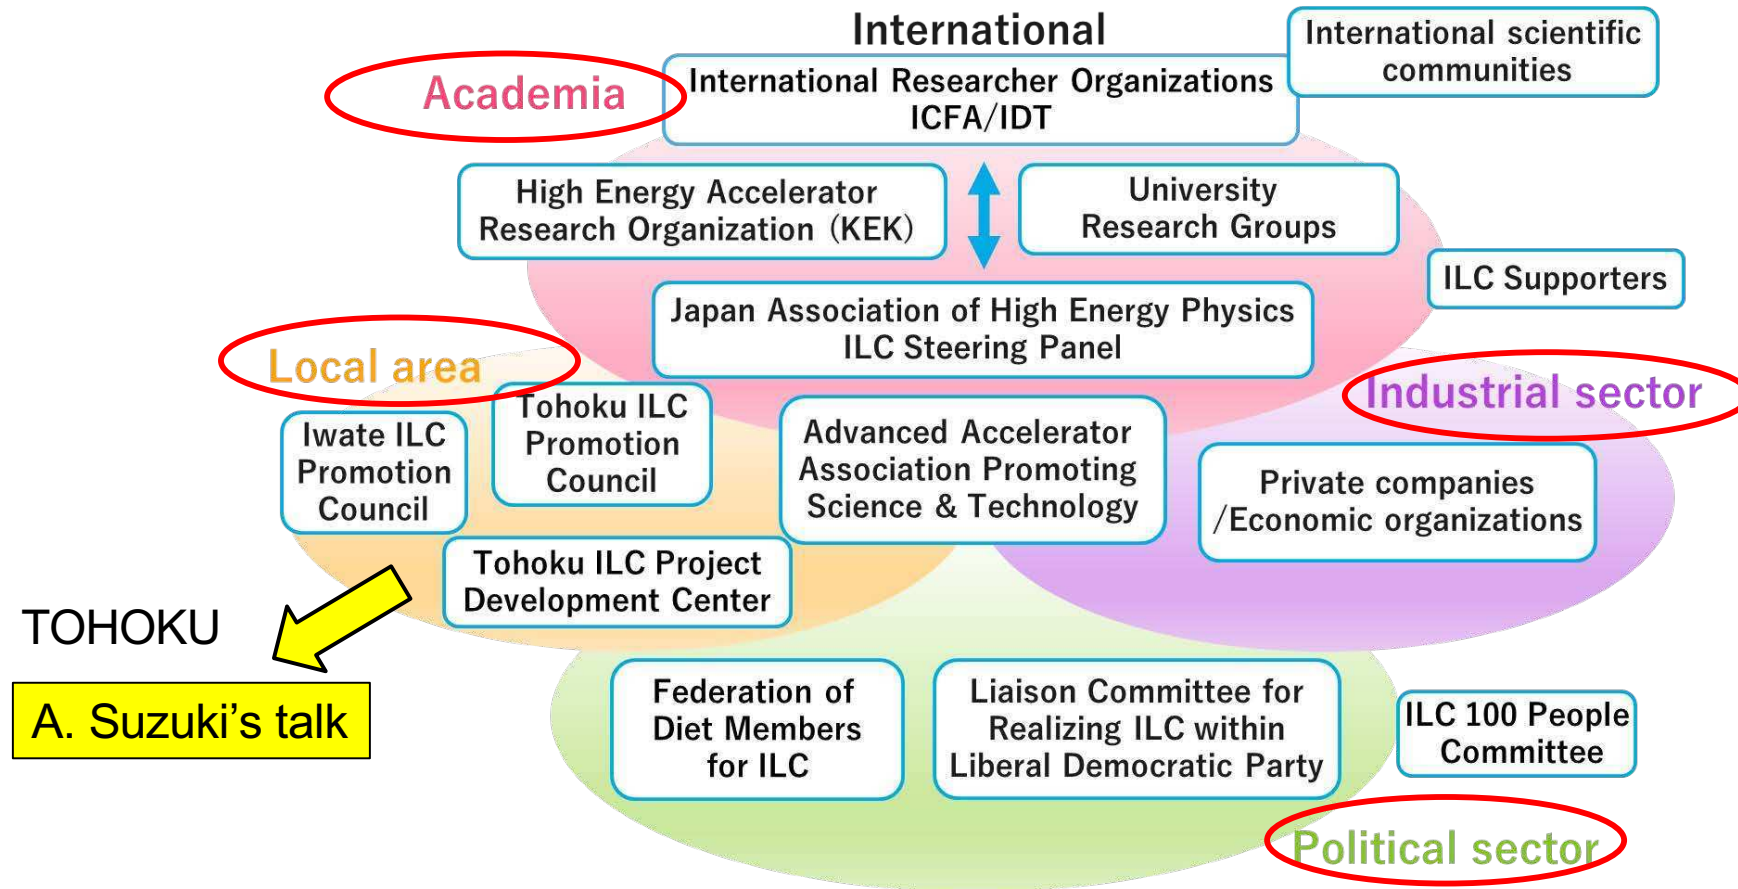 International
International scientific
communities
Academia
International Researcher Organizations
ICFA/IDT
High Energy Accelerator
Research Organization (KEK)
University
Research Groups
ILC Supporters
Japan Association of High Energy Physics
ILC Steering Panel
Local area
Industrial sector
Iwate ILC
Promotion
Council
Tohoku ILC
Promotion
Council
Advanced Accelerator
Association Promoting
Science & Technology
Private companies
/Economic organizations
Tohoku ILC Project
Development Center
TOHOKU
A. Suzuki’s talk
Federation of
Diet Members
for ILC
Liaison Committee for
Realizing ILC within
Liberal Democratic Party
ILC 100 People
Committee
Political sector